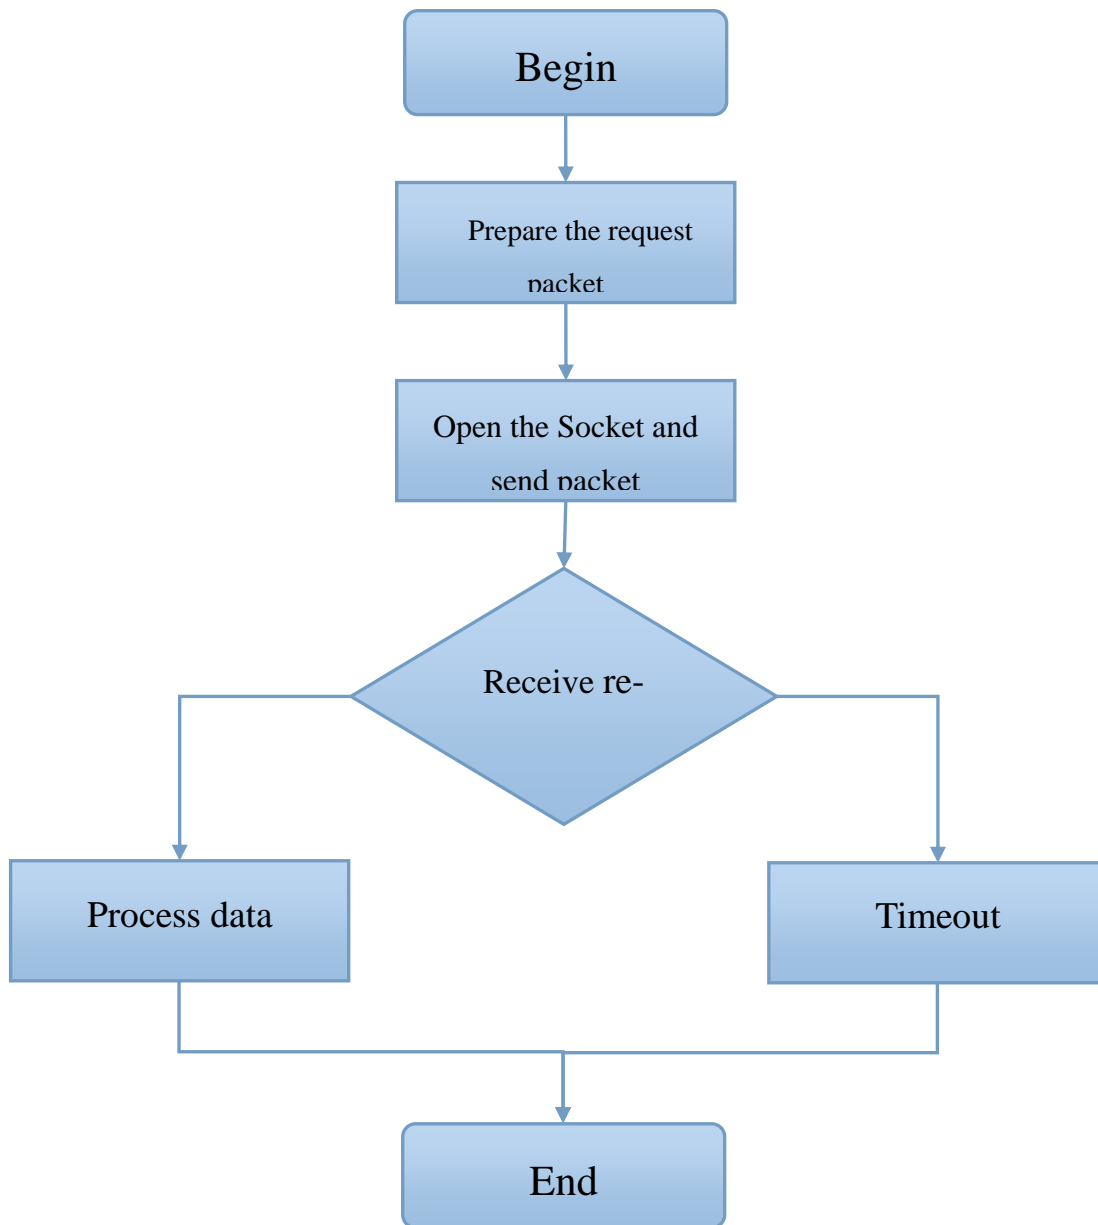 Begin
Prepare the request
packet
Open the Socket and
send packet
Receive re-
Process data
Timeout
End